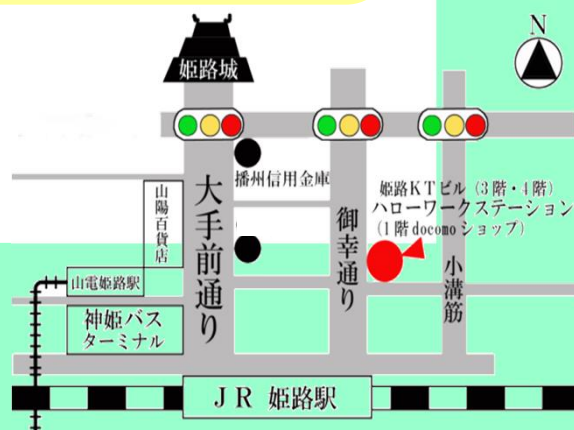 姫路城
N
播州信用金庫
姫路KTビル(3階・4階)
ハローワークステーション
(1階docomoショップ)
山陽百貨店
大手前通り
御幸通り
小溝筋
山電姫路駅
神姫バス
ターミナル
JR 姫路駅